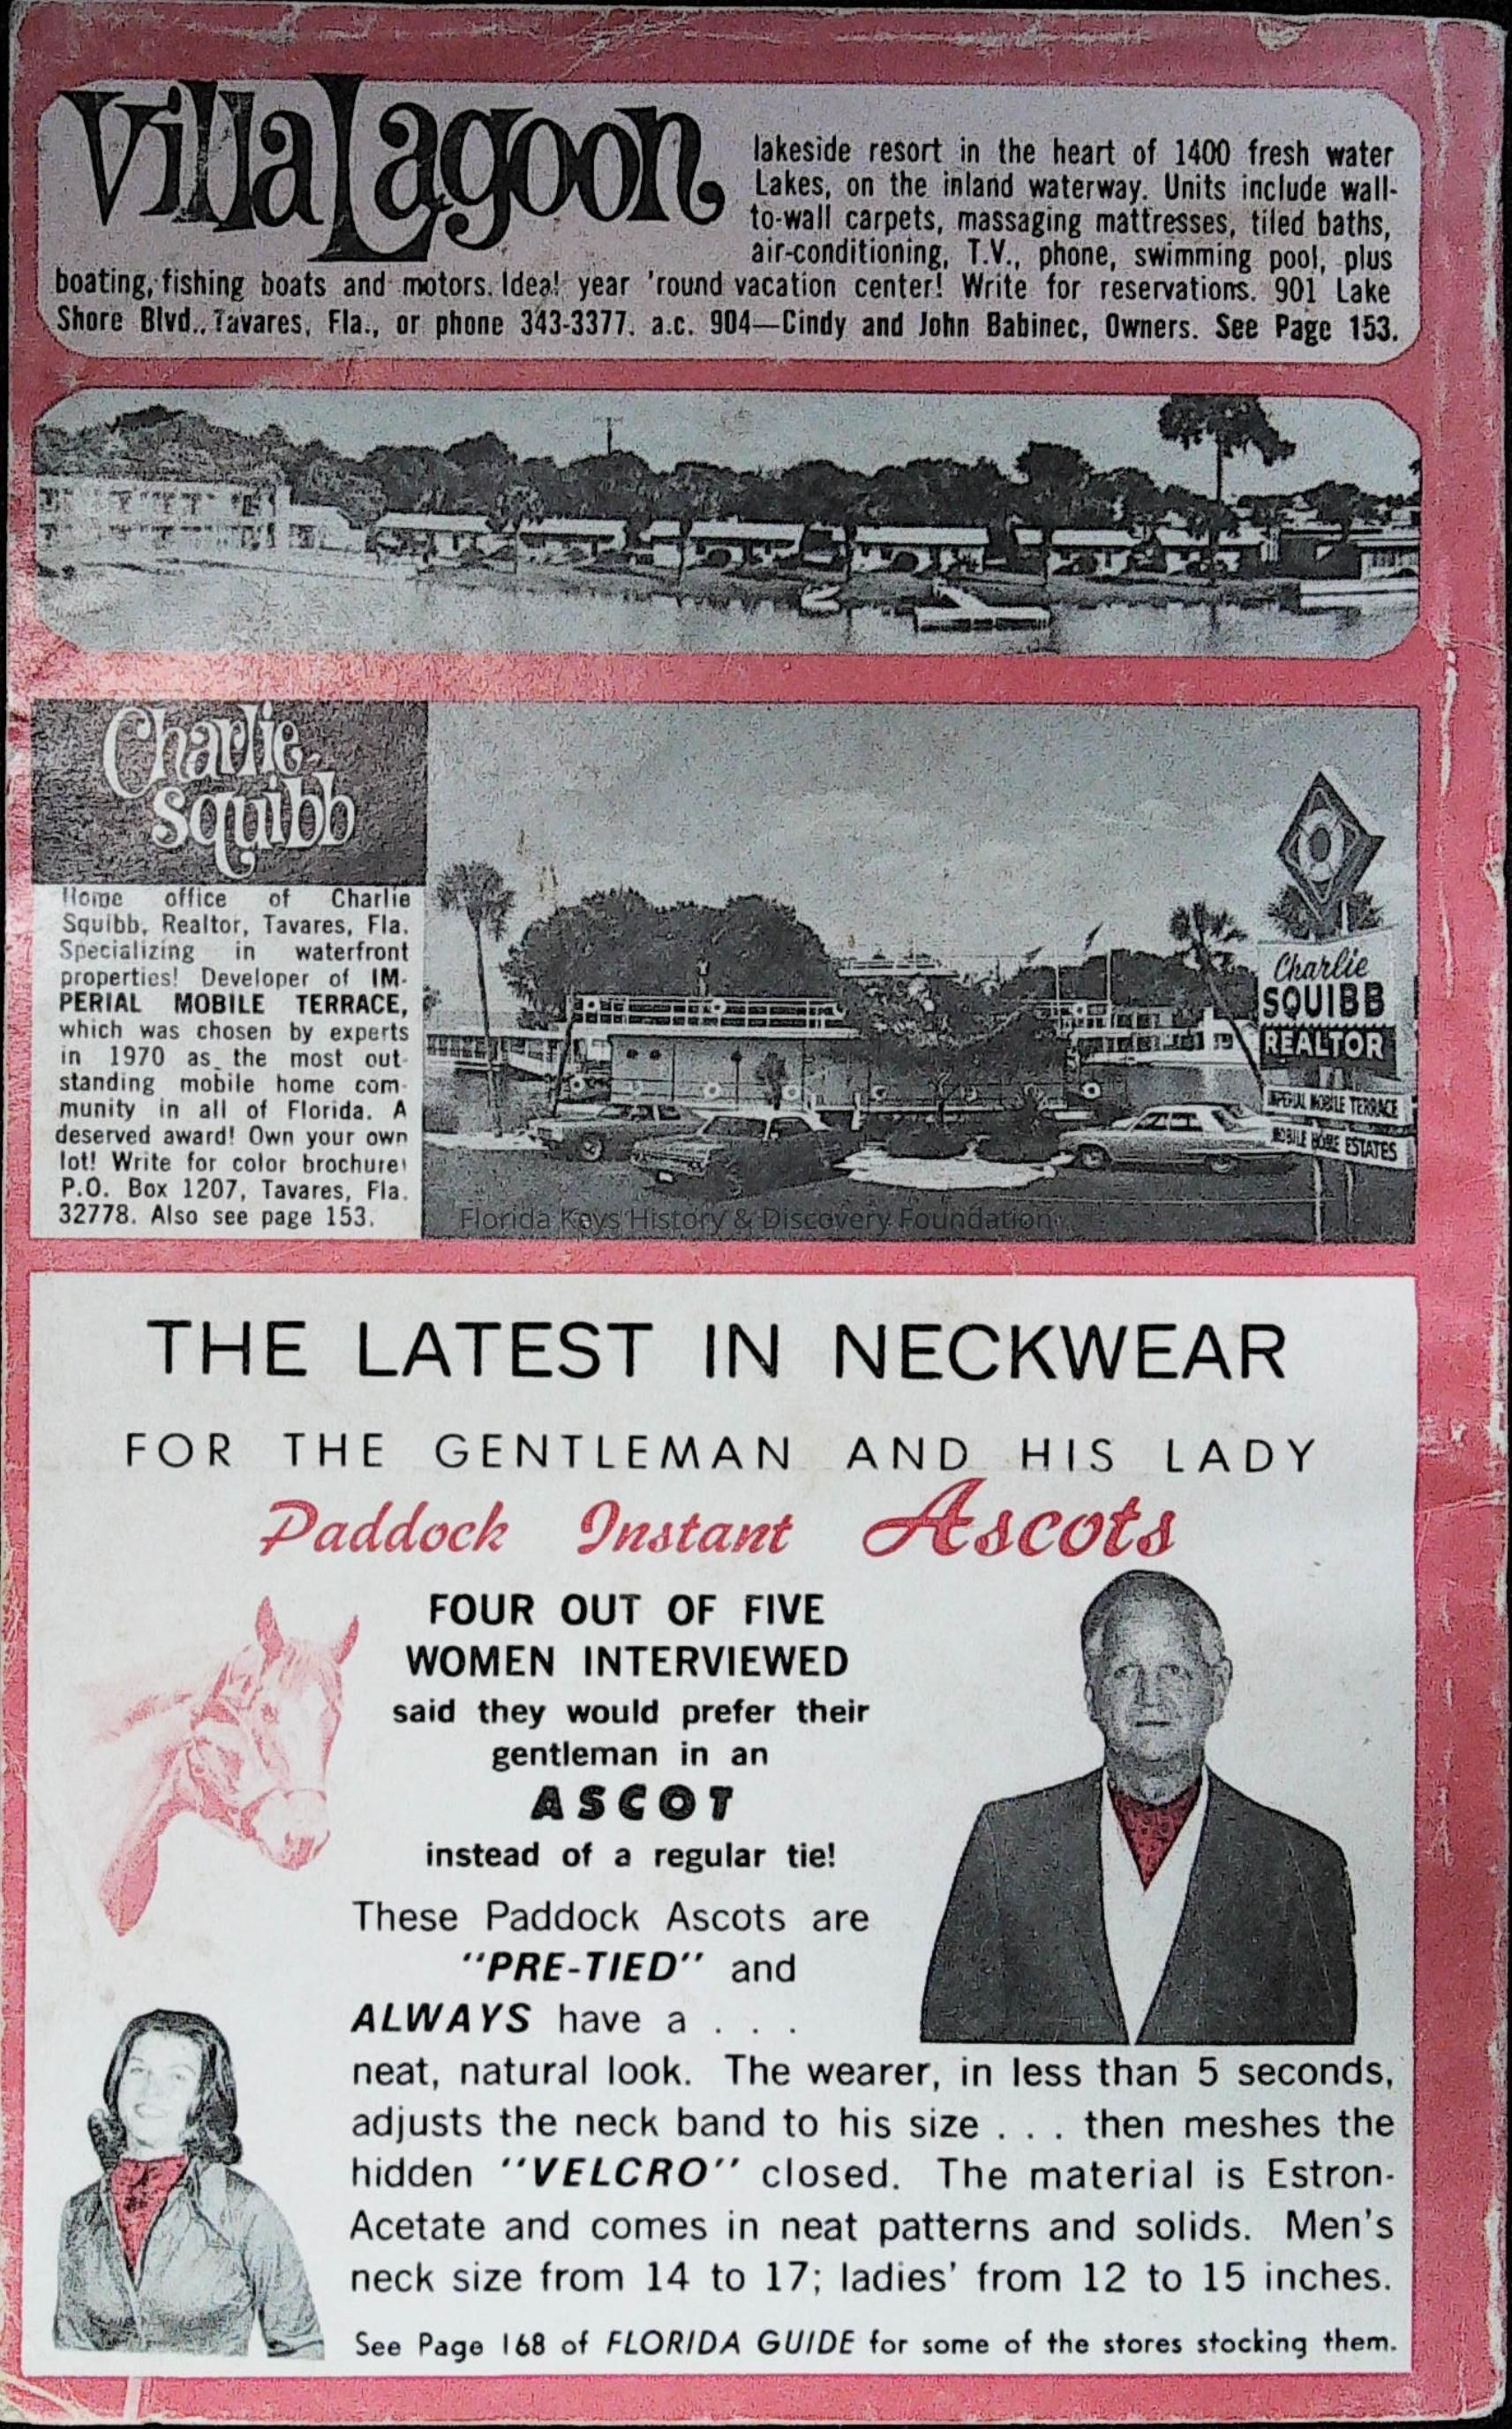 Villa Lagoon
lakeside resort in the heart of 1400 fresh water
Lakes, on the inland waterway. Units include wall-
to-wall carpets, massaging mattresses, tiled baths,
air-conditioning, T.V., phone, swimming pool, plus
boating, fishing boats and motors. Ideal year 'round vacation center! Write for reservations. 901 Lake
Shore Blvd., Tavares, Fla., or phone 343-3377. a.c. 904—Cindy and John Babinec, Owners. See Page 153.
Charlie
Squibb
Home office of Charlie
Squibb, Realtor, Tavares, Fla.
Specializing in waterfront
properties! Developer of IM-
PERIAL MOBILE TERRACE,
which was chosen by experts
in 1970 as the most out-
standing mobile home com-
munity in all of Florida. A
deserved award! Own your own
lot! Write for color brochure!
P.O. Box 1207, Tavares, Fla.
32778. Also see page 153.
Charlie
SQUIBB
REALTOR
IMPERIAL MOBILE TERRACE
MOBILE HOME ESTATES
Florida Keys History & Discovery Foundation
THE LATEST IN NECKWEAR
FOR THE GENTLEMAN AND HIS LADY
Paddock Instant Ascots
FOUR OUT OF FIVE
WOMEN INTERVIEWED
said they would prefer their
gentleman in an
ASCOT
instead of a regular tie!
These Paddock Ascots are
"PRE-TIED" and
ALWAYS have a . . .
neat, natural look. The wearer, in less than 5 seconds,
adjusts the neck band to his size . . . then meshes the
hidden "VELCRO" closed. The material is Estron-
Acetate and comes in neat patterns and solids. Men's
neck size from 14 to 17; ladies' from 12 to 15 inches.
See Page 168 of FLORIDA GUIDE for some of the stores stocking them.